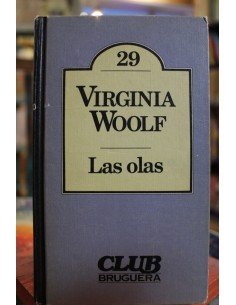 29
VIRGINIA
WOOLF
Las olas
CLUB
BRUGUERA